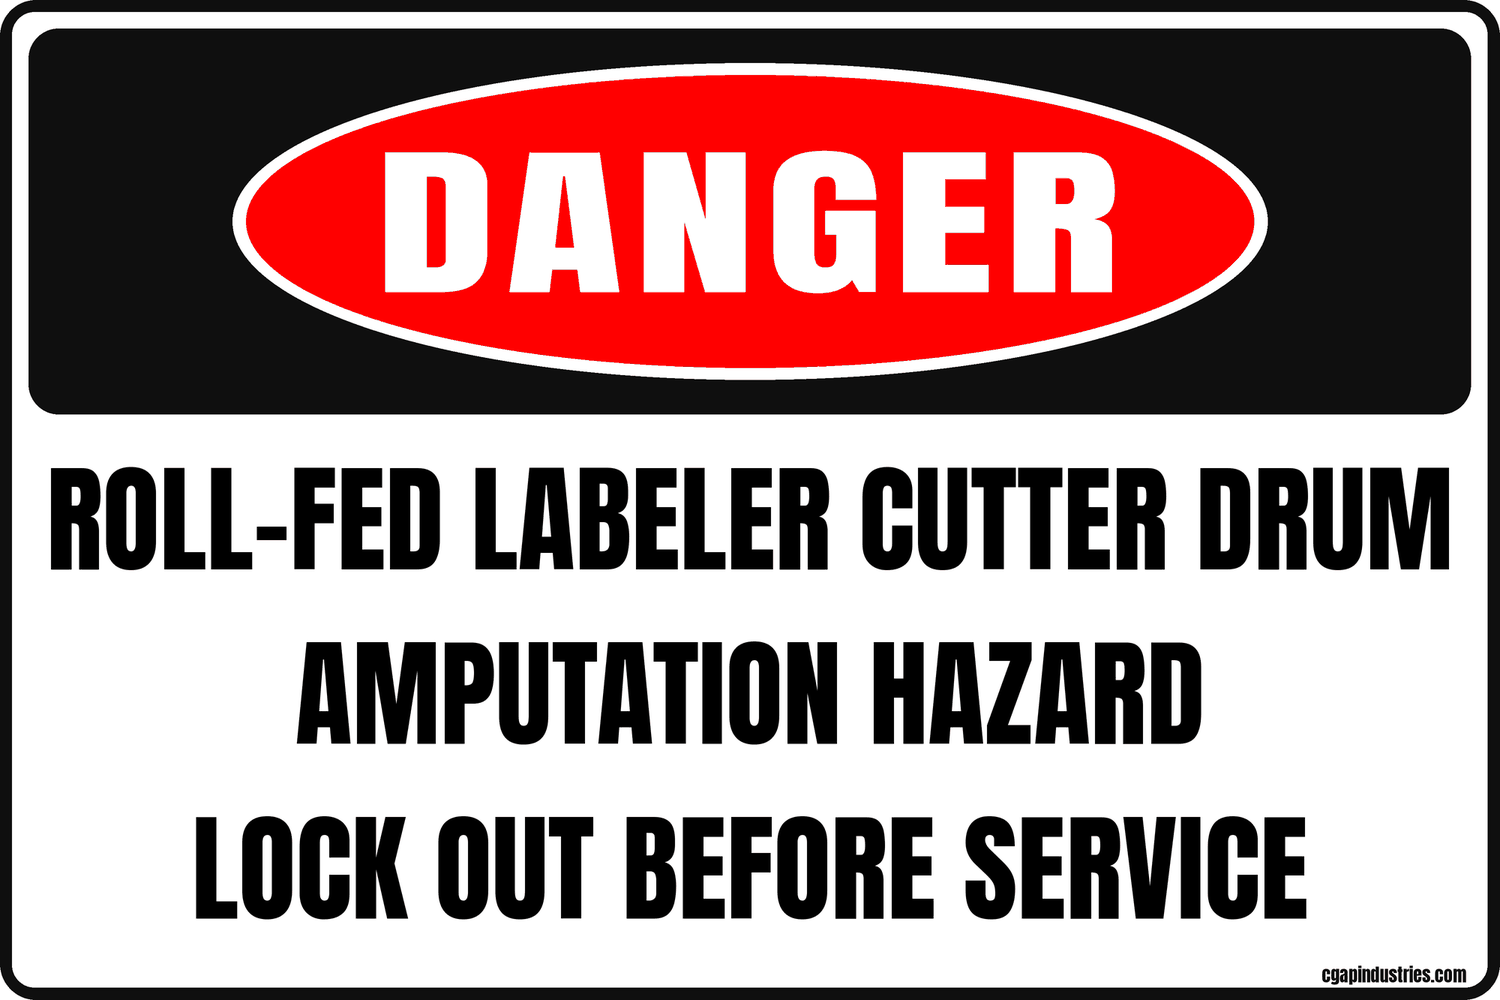 DANGER
ROLL-FED LABELER CUTTER DRUM
AMPUTATION HAZARD
LOCK OUT BEFORE SERVICE
cgapindustries.com